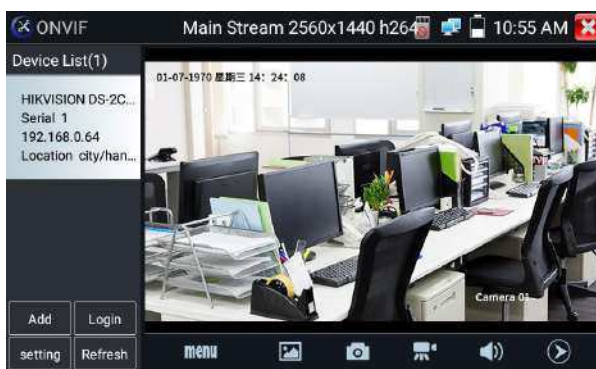 ONVIF
Main Stream 2560x1440 h264
10:55 AM
Device List(1)
HIKVISION DS-2C...
Serial 1
192.168.0.64
Location city/han...
01-07-1970 星期三 14:24:08
Camera 01
Add
Login
setting
Refresh
menu